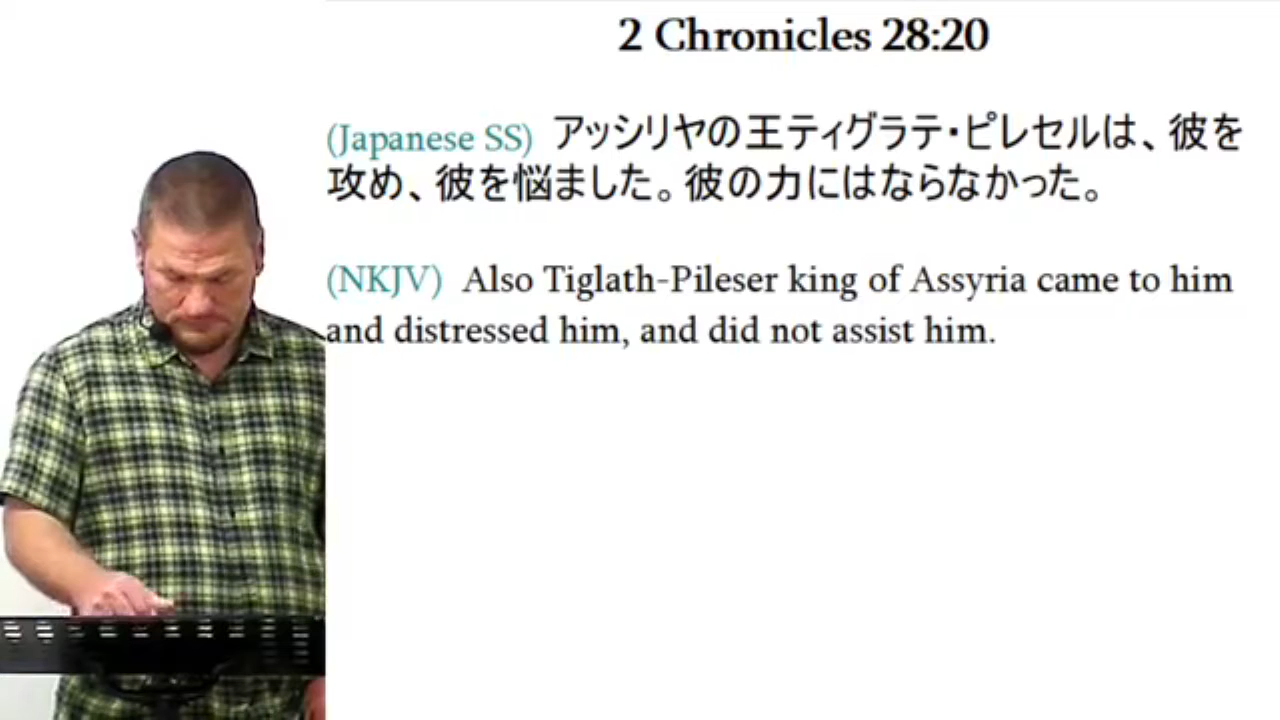 2 Chronicles 28:20
(Japanese SS) アッシリヤの王ティグラテ・ピレセルは、彼を
攻め、彼を悩ました。彼の力にはならなかった。
(NKJV) Also Tiglath-Pileser king of Assyria came to him
and distressed him, and did not assist him.